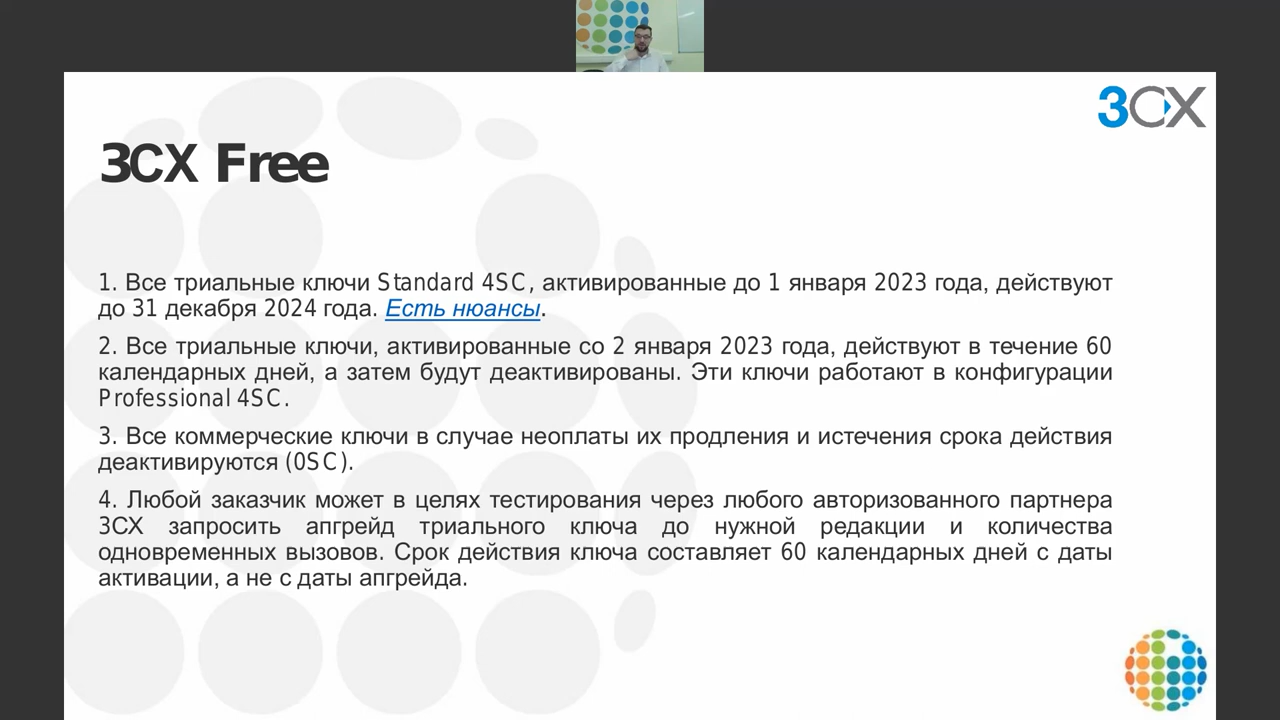 3CX
3CX Free
1. Все триальные ключи Standard 4SC, активированные до 1 января 2023 года, действуют
до 31 декабря 2024 года. Есть нюансы.
2. Все триальные ключи, активированные со 2 января 2023 года, действуют в течение 60
календарных дней, а затем будут деактивированы. Эти ключи работают в конфигурации
Professional 4SC.
3. Все коммерческие ключи в случае неоплаты их продления и истечения срока действия
деактивируются (0SC).
4. Любой заказчик может в целях тестирования через любого авторизованного партнера
3CX запросить апгрейд триального ключа до нужной редакции и количества
одновременных вызовов. Срок действия ключа составляет 60 календарных дней с даты
активации, а не с даты апгрейда.